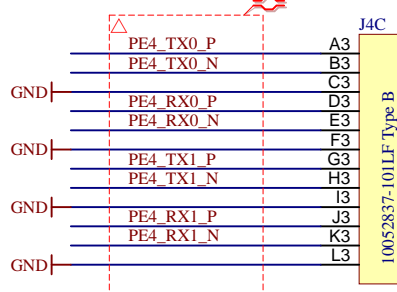 J4C
PE4_TX0_P A3
PE4_TX0_N B3
GND C3
PE4_RX0_P D3
PE4_RX0_N E3
GND F3
PE4_TX1_P G3
PE4_TX1_N H3
GND I3
PE4_RX1_P J3
PE4_RX1_N K3
GND L3
10052837-101LF Type B